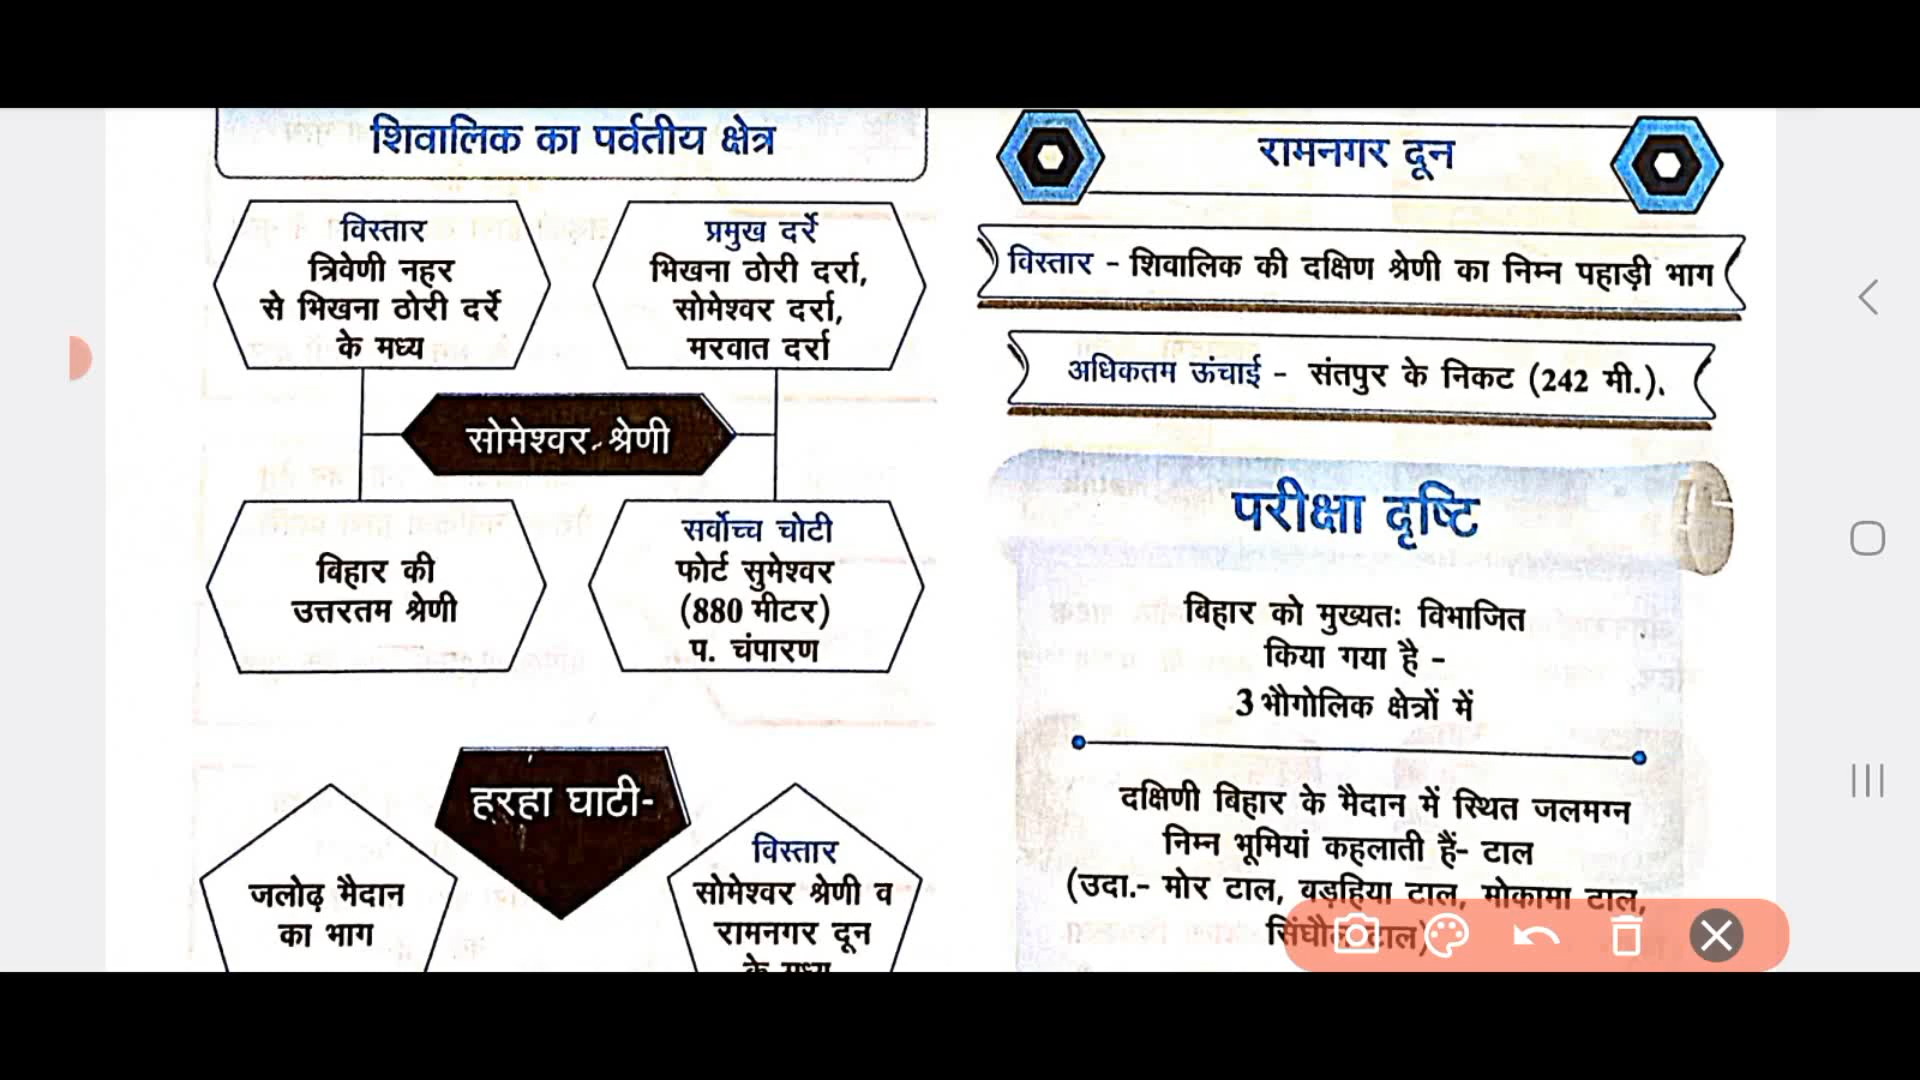 शिवालिक का पर्वतीय क्षेत्र
विस्तार
त्रिवेणी नहर
से भिखना ठोरी दर्रे
के मध्य
प्रमुख दर्रे
भिखना ठोरी दर्रा,
सोमेश्वर दर्रा,
मरवात दर्रा
सोमेश्वर श्रेणी
बिहार की
उत्तरतम श्रेणी
सर्वोच्च चोटी
फोर्ट सुमेश्वर
(880 मीटर)
प. चंपारण
हरहा घाटी-
जलोढ़ मैदान
का भाग
विस्तार
सोमेश्वर श्रेणी व
रामनगर दून
के मध्य
रामनगर दून
विस्तार - शिवालिक की दक्षिण श्रेणी का निम्न पहाड़ी भाग
अधिकतम ऊंचाई - संतपुर के निकट (242 मी.).
परीक्षा दृष्टि
बिहार को मुख्यतः विभाजित
किया गया है -
3 भौगोलिक क्षेत्रों में
दक्षिणी बिहार के मैदान में स्थित जलमग्न
निम्न भूमियां कहलाती हैं- टाल
(उदा.- मोर टाल, बड़हिया टाल, मोकामा टाल,
सिंघौल टाल)